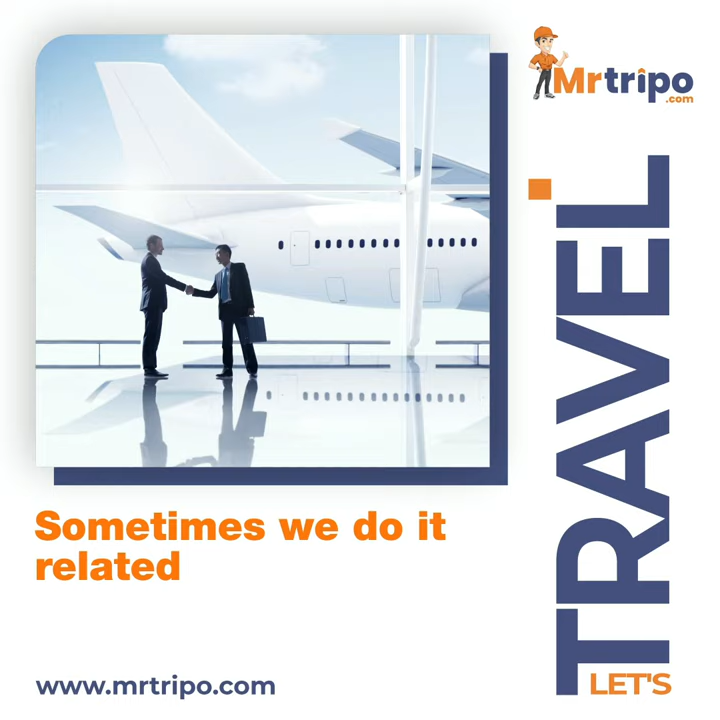 Mrtripo
.com
LET'S
TRAVEL
Sometimes we do it
related
www.mrtripo.com